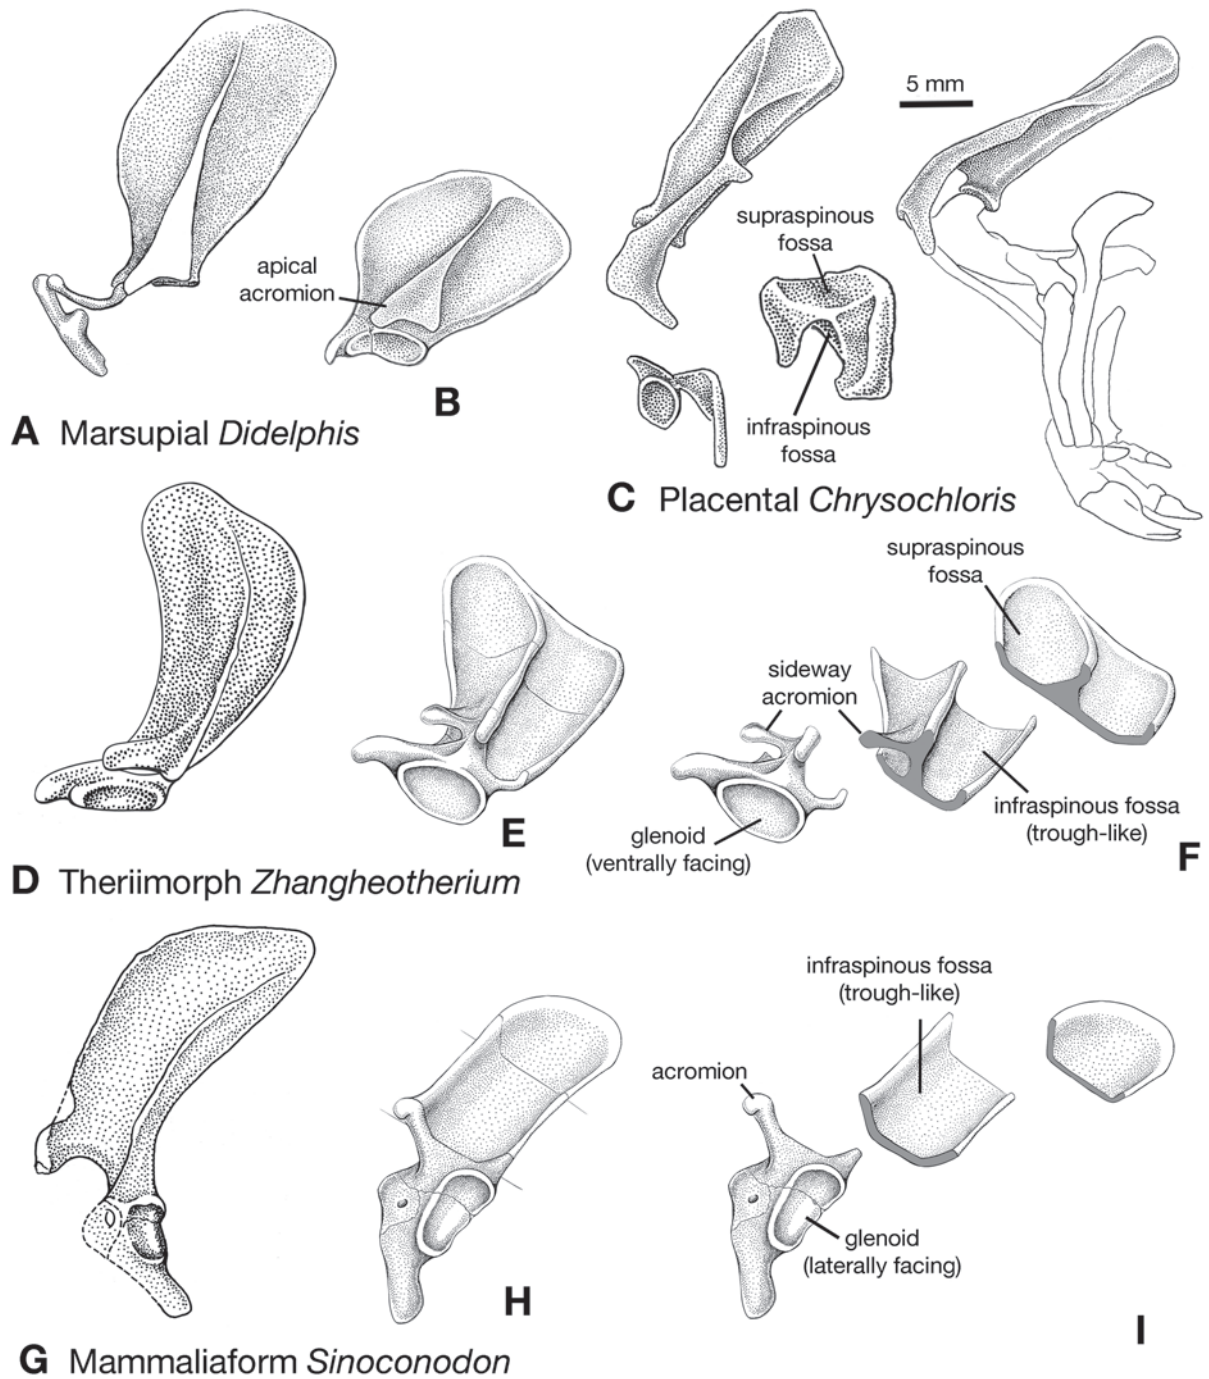 5 mm
supraspinous
fossa
apical
acromion
B
infraspinous
fossa
A Marsupial Didelphis
C Placental Chrysochloris
supraspinous
fossa
sideway
acromion
glenoid
(ventrally facing)
infraspinous fossa
(trough-like)
E
F
D Theriimorph Zhangheotherium
infraspinous fossa
(trough-like)
acromion
glenoid
(laterally facing)
H
I
G Mammaliaform Sinoconodon